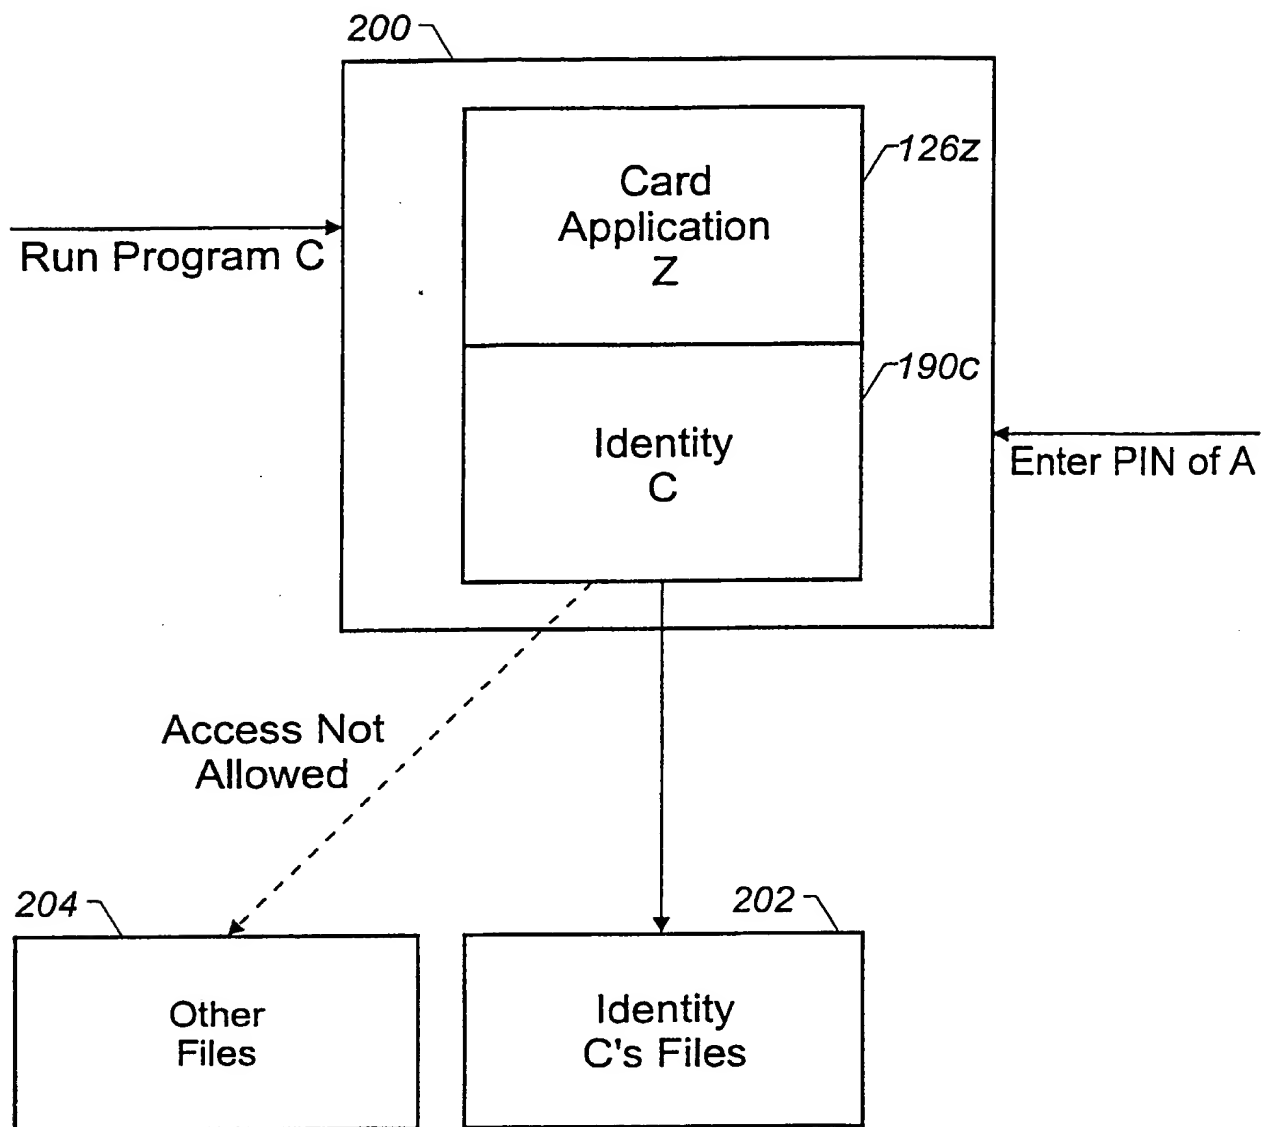 200
126z
Card
Application
Z
Run Program C
190c
Identity
C
Enter PIN of A
Access Not
Allowed
204
202
Other
Files
Identity
C's Files